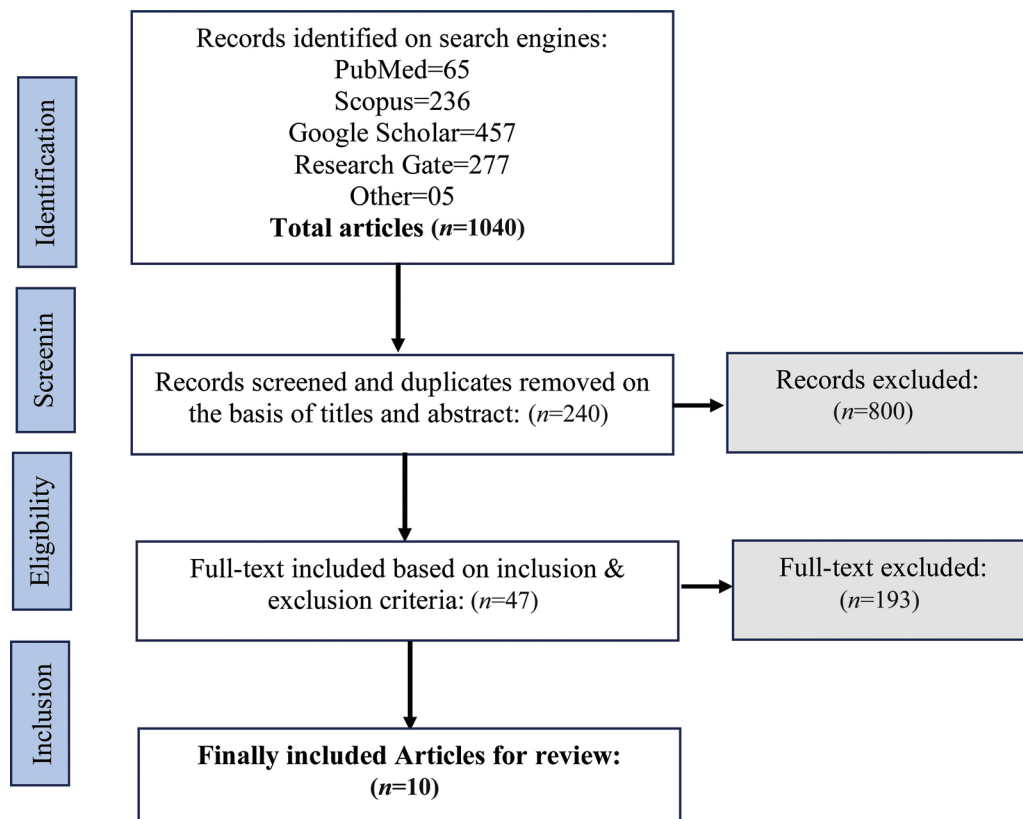 Identification
Records identified on search engines:
PubMed=65
Scopus=236
Google Scholar=457
Research Gate=277
Other=05
Total articles (n=1040)
Screenin
Records screened and duplicates removed on
the basis of titles and abstract: (n=240)
Records excluded:
(n=800)
Eligibility
Full-text included based on inclusion &
exclusion criteria: (n=47)
Full-text excluded:
(n=193)
Inclusion
Finally included Articles for review:
(n=10)